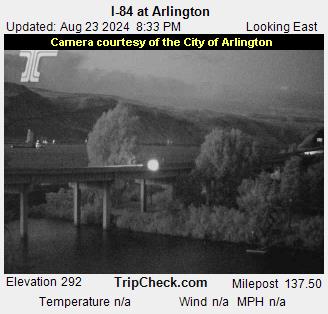 I-84 at Arlington
Updated: Aug 23 2024 8:33 PM Looking East
Camera courtesy of the City of Arlington
Elevation 292 TripCheck.com Milepost 137.50
Temperature n/a Wind n/a MPH n/a